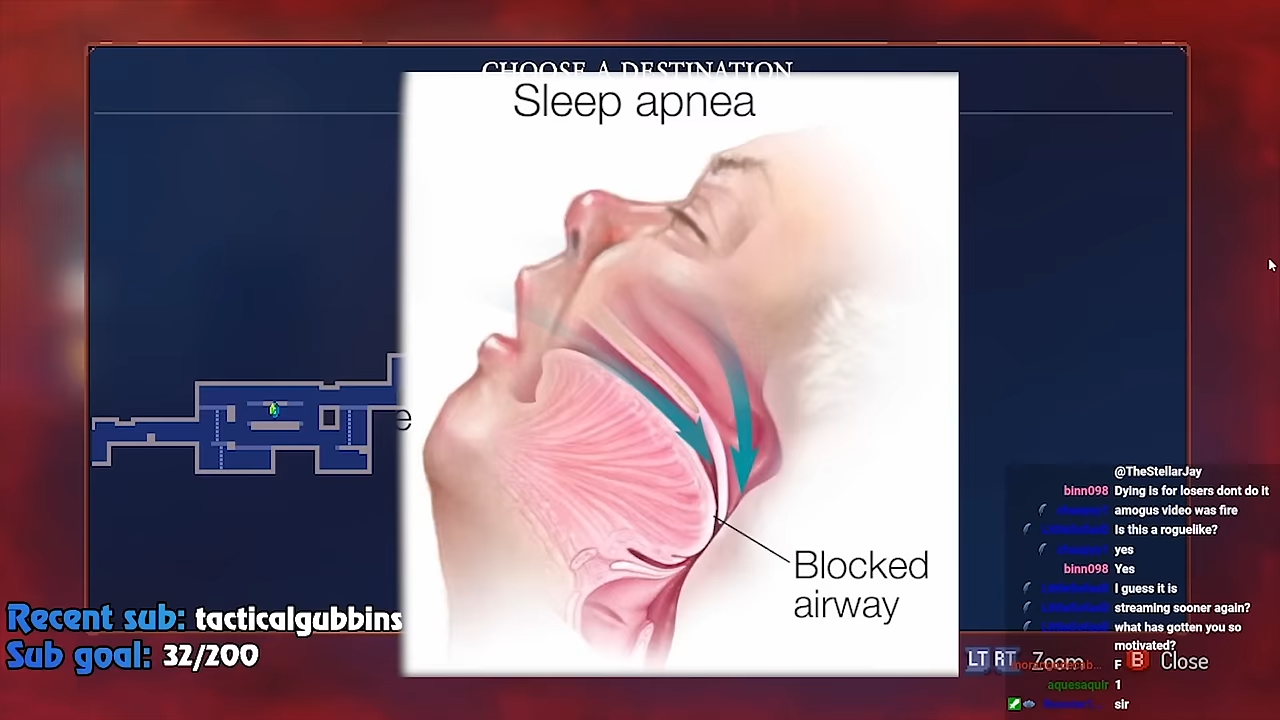 CHOOSE A DESTINATION
Sleep apnea
Blocked
airway
Recent sub: tacticalgubbins
Sub goal: 32/200
LT RT Zoom B Close
@TheStellarJay
binn098 Dying is for losers dont do it
amogus video was fire
Is this a roguelike?
yes
binn098 Yes
I guess it is
streaming sooner again?
what has gotten you so
motivated?
F
aquesaquir 1
sir